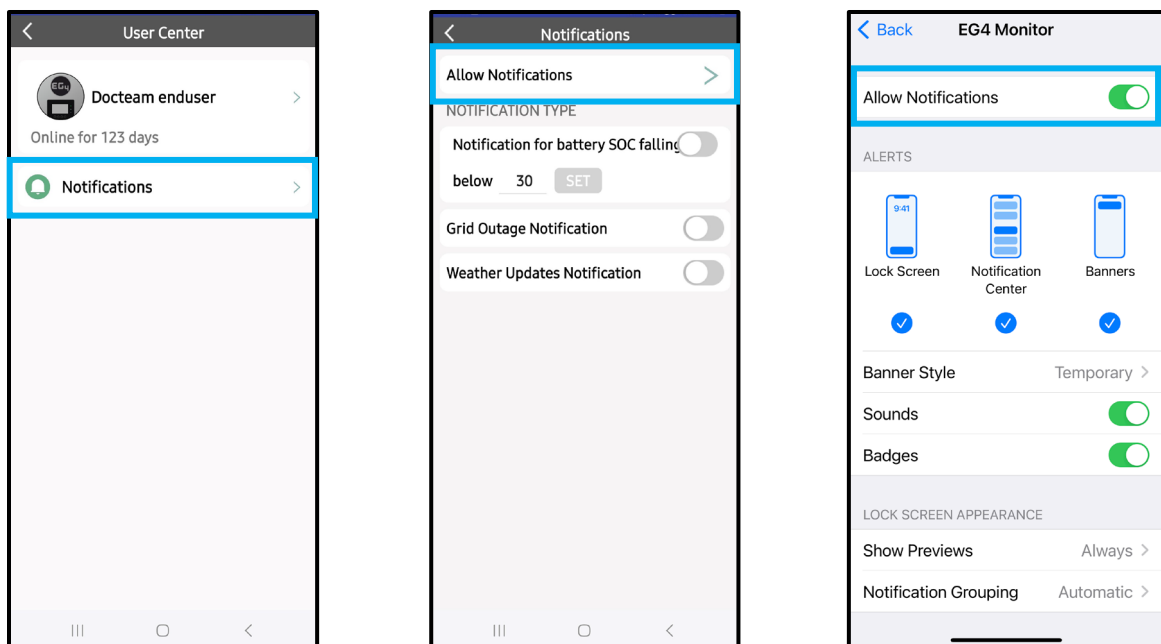 User Center
EG4
Docteam enduser
Online for 123 days
Notifications
Notifications
Allow Notifications
NOTIFICATION TYPE
Notification for battery SOC falling
below 30 SET
Grid Outage Notification
Weather Updates Notification
Back EG4 Monitor
Allow Notifications
ALERTS
9:41
Lock Screen Notification Center Banners
Banner Style Temporary
Sounds
Badges
LOCK SCREEN APPEARANCE
Show Previews Always
Notification Grouping Automatic